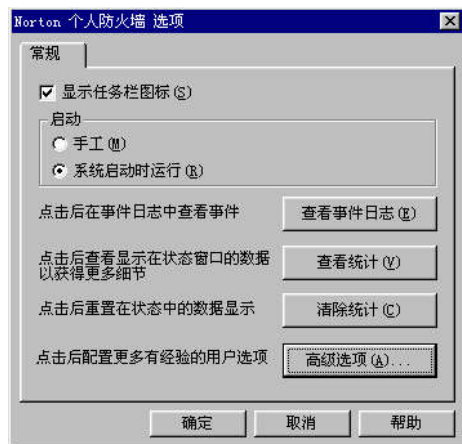 Norton 个人防火墙 选项
常规
显示任务栏图标(S)
启动
手工(M)
系统启动时运行(R)
点击后在事件日志中查看事件
查看事件日志(E)
点击后查看显示在状态窗口的数据
以获得更多细节
查看统计(V)
点击后重置在状态中的数据显示
清除统计(C)
点击后配置更多有经验的用户选项
高级选项(A)...
确定
取消
帮助